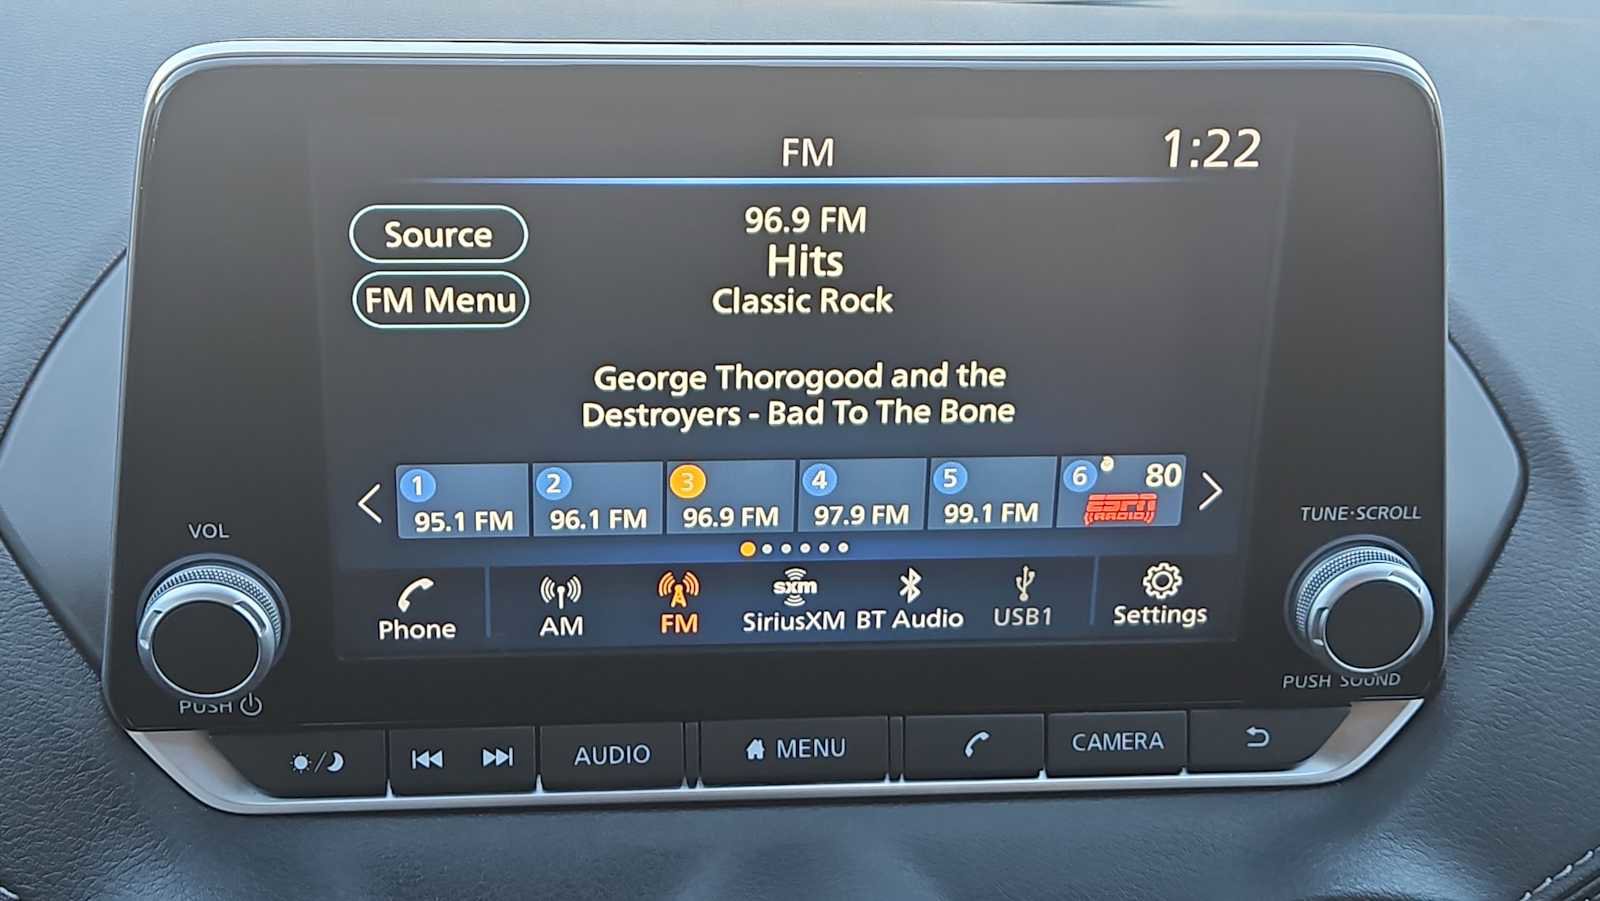 FM
1:22
Source
FM Menu
96.9 FM
Hits
Classic Rock
George Thorogood and the
Destroyers - Bad To The Bone
1
95.1 FM
2
96.1 FM
3
96.9 FM
4
97.9 FM
5
99.1 FM
6
80
ESPN
RADIO
Phone
AM
FM
sxm
SiriusXM
BT Audio
USB1
Settings
VOL
PUSH
TUNE·SCROLL
PUSH SOUND
AUDIO
MENU
CAMERA